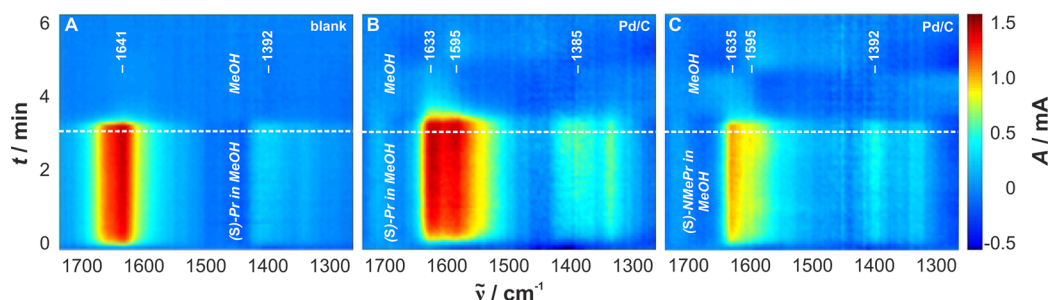 A
blank
B
Pd/C
C
Pd/C
1641
1392
1633
1595
1385
1635
1595
1392
MeOH
MeOH
MeOH
(S)-Pr in MeOH
(S)-Pr in MeOH
(S)-NMePr in
MeOH
t / min
6
4
2
0
1700
1600
1500
1400
1300
1700
1600
1500
1400
1300
1700
1600
1500
1400
1300
ṽ / cm⁻¹
1.5
1.0
0.5
0
-0.5
A / mA